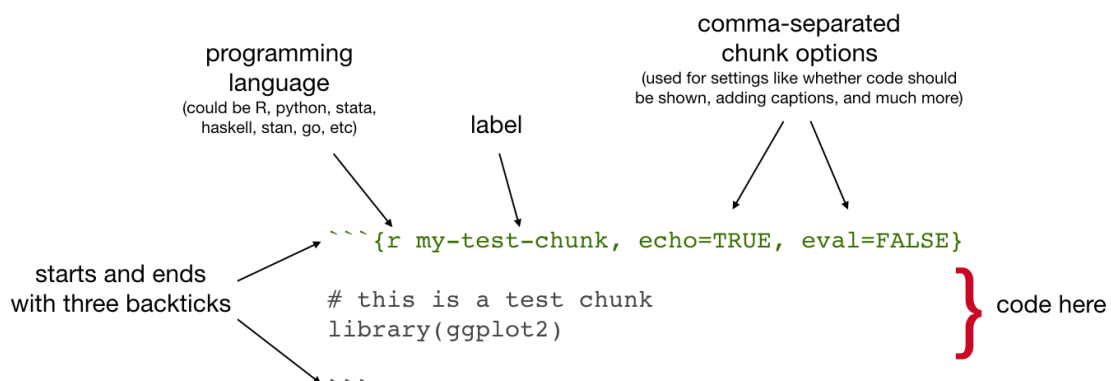 programming
language
(could be R, python, stata,
haskell, stan, go, etc)
label
comma-separated
chunk options
(used for settings like whether code should
be shown, adding captions, and much more)
```{r my-test-chunk, echo=TRUE, eval=FALSE}
starts and ends
with three backticks
# this is a test chunk
library(ggplot2)
} code here
```